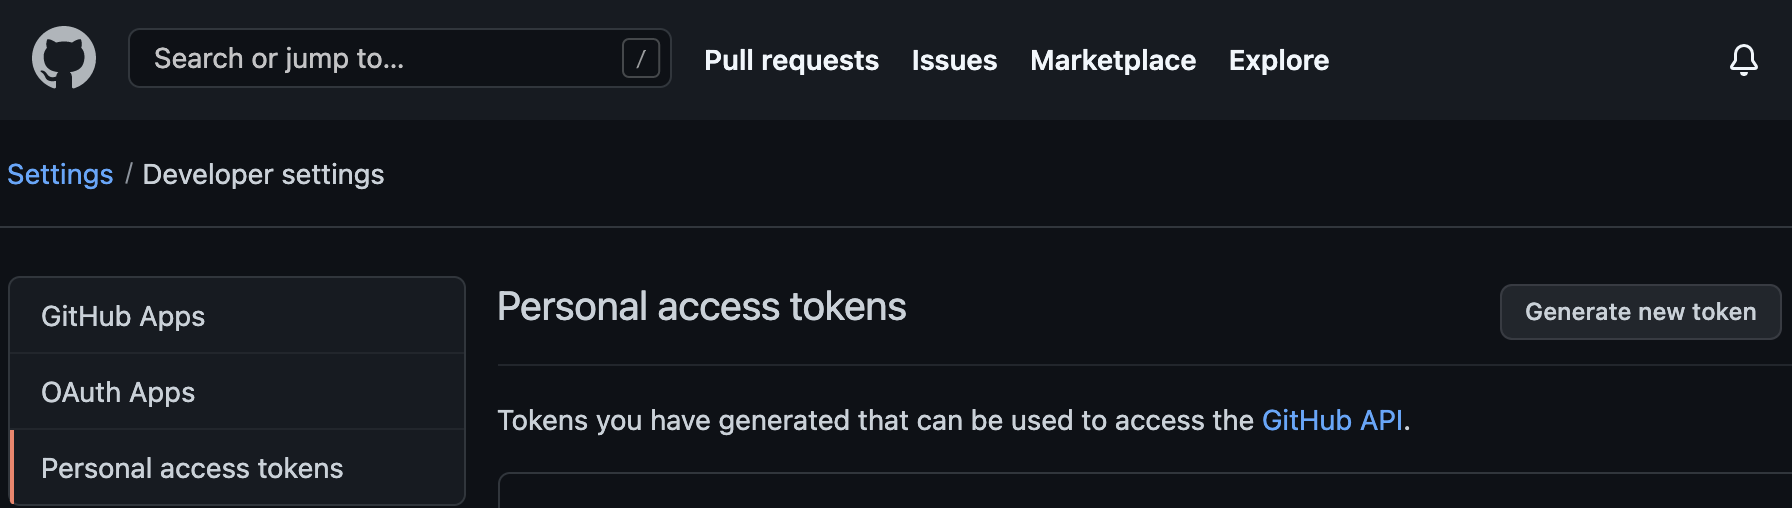 Search or jump to... /
Pull requests Issues Marketplace Explore
Settings / Developer settings
GitHub Apps
OAuth Apps
Personal access tokens
Personal access tokens
Generate new token
Tokens you have generated that can be used to access the GitHub API.